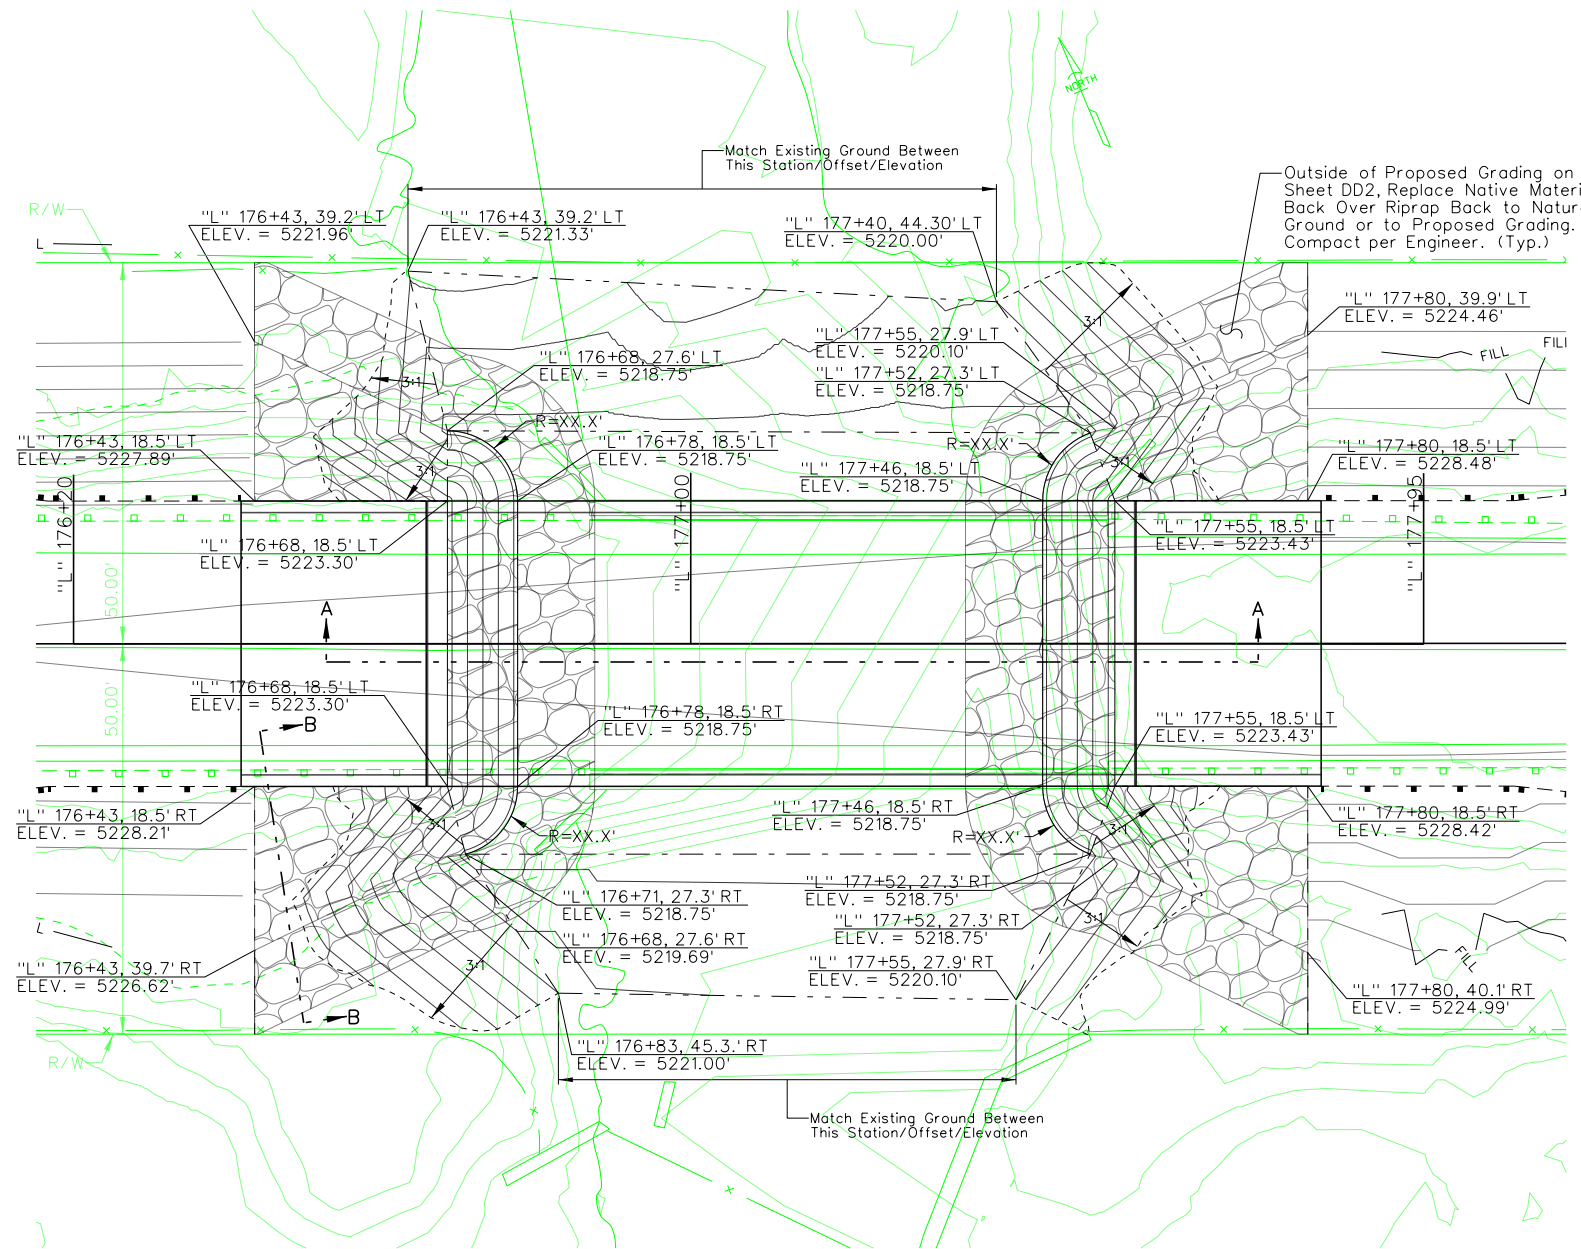 NORTH
Match Existing Ground Between
This Station/Offset/Elevation
Outside of Proposed Grading on
Sheet DD2, Replace Native Materi
Back Over Riprap Back to Natur
Ground or to Proposed Grading.
Compact per Engineer. (Typ.)
R/W
L
"L" 176+43, 39.2' LT
ELEV. = 5221.96'
"L" 176+43, 39.2' LT
ELEV. = 5221.33'
"L" 177+40, 44.30' LT
ELEV. = 5220.00'
"L" 177+80, 39.9' LT
ELEV. = 5224.46'
3:1
"L" 177+55, 27.9' LT
ELEV. = 5220.10'
FILL
FILL
"L" 176+68, 27.6' LT
ELEV. = 5218.75'
"L" 177+52, 27.3' LT
ELEV. = 5218.75'
3:1
R=XX.X'
R=XX.X'
"L" 176+43, 18.5' LT
ELEV. = 5227.89'
"L" 176+78, 18.5' LT
ELEV. = 5218.75'
"L" 177+80, 18.5' LT
ELEV. = 5228.48'
3:1
3:1
"L" 177+46, 18.5' LT
ELEV. = 5218.75'
"L" 176+20
"L" 177+00
"L" 177+95
"L" 177+55, 18.5' LT
ELEV. = 5223.43'
"L" 176+68, 18.5' LT
ELEV. = 5223.30'
50.00'
A
A
"L" 176+68, 18.5' LT
ELEV. = 5223.30'
50.00'
B
"L" 176+78, 18.5' RT
ELEV. = 5218.75'
"L" 177+55, 18.5' LT
ELEV. = 5223.43'
"L" 176+43, 18.5' RT
ELEV. = 5228.21'
"L" 177+46, 18.5' RT
ELEV. = 5218.75'
"L" 177+80, 18.5' RT
ELEV. = 5228.42'
3:1
3:1
R=XX.X'
R=XX.X'
"L" 176+71, 27.3' RT
ELEV. = 5218.75'
"L" 177+52, 27.3' RT
ELEV. = 5218.75'
"L" 177+52, 27.3' RT
ELEV. = 5218.75'
3:1
L
"L" 176+68, 27.6' RT
ELEV. = 5219.69'
FILL
"L" 176+43, 39.7' RT
ELEV. = 5226.62'
3:1
"L" 177+55, 27.9' RT
ELEV. = 5220.10'
"L" 177+80, 40.1' RT
ELEV. = 5224.99'
B
"L" 176+83, 45.3.' RT
ELEV. = 5221.00'
R/W
Match Existing Ground Between
This Station/Offset/Elevation